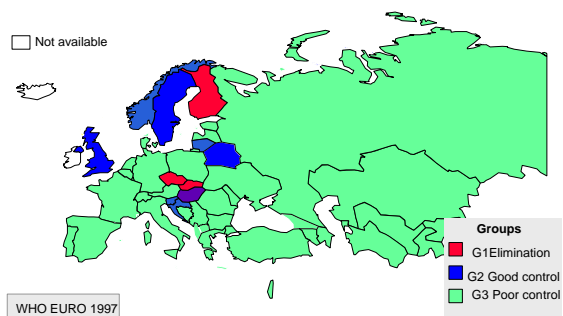 Not available
Groups
G1Elimination
G2 Good control
G3 Poor control
WHO EURO 1997